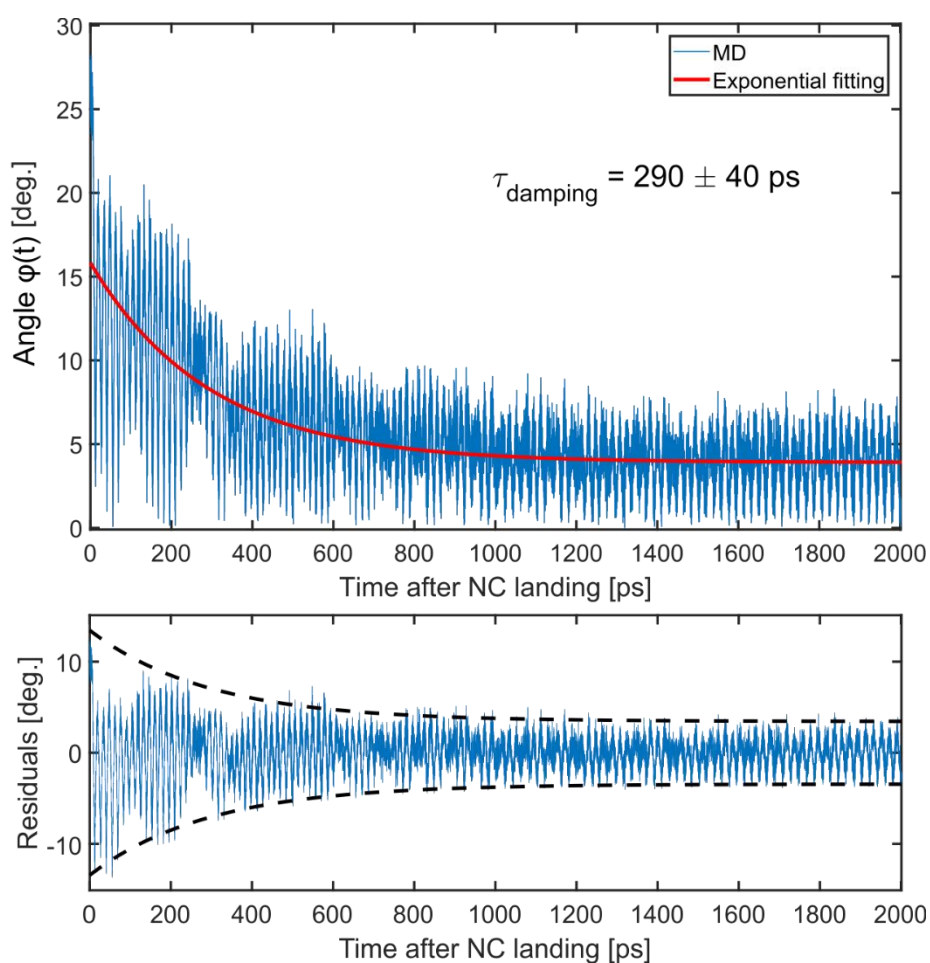 30
25
20
15
10
5
0
Angle φ(t) [deg.]
MD
Exponential fitting
τdamping = 290 ± 40 ps
0 200 400 600 800 1000 1200 1400 1600 1800 2000
Time after NC landing [ps]
10
0
-10
Residuals [deg.]
0 200 400 600 800 1000 1200 1400 1600 1800 2000
Time after NC landing [ps]